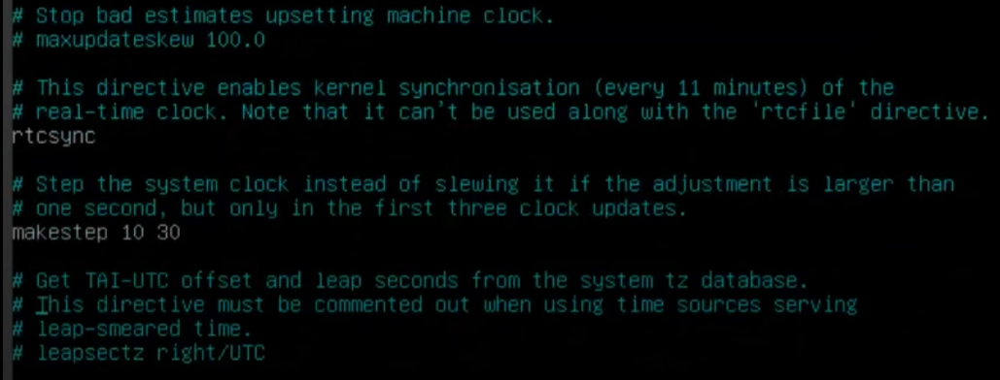 # Stop bad estimates upsetting machine clock.
# maxupdateskew 100.0
# This directive enables kernel synchronisation (every 11 minutes) of the
# real-time clock. Note that it can't be used along with the 'rtcfile' directive.
rtcsync
# Step the system clock instead of slewing it if the adjustment is larger than
# one second, but only in the first three clock updates.
makestep 10 30
# Get TAI-UTC offset and leap seconds from the system tz database.
# This directive must be commented out when using time sources serving
# leap-smeared time.
# leapsectz right/UTC